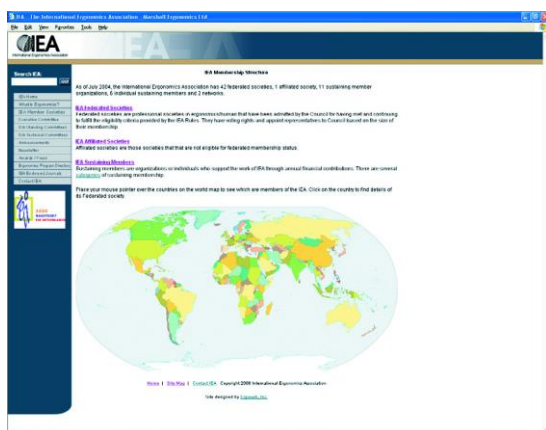 IEA - The International Ergonomics Association - Marshall Ergonomics Ltd.
File Edit View Favorites Tools Help
IEA
International Ergonomics Association
Search IEA:
IEA Home
What is Ergonomics?
IEA Member Societies
Executive Committee
IEA Standing Committees
IEA Technical Committees
Announcements
Newsletter
Awards / Prizes
Ergonomics Program Directory
IEA Endorsed Journals
Contact IEA
IEA Membership Structure
As of July 2004, the International Ergonomics Association has 42 federated societies, 1 affiliated society, 11 sustaining member
organizations, 6 individual sustaining members and 2 networks.
IEA Federated Societies
Federated societies are professional societies in ergonomics/human that have been admitted by the Council for having met and continuing
to fulfill the eligibility criteria provided by the IEA Rules. They have voting rights and appoint representatives to Council based on the size of
their membership.
IEA Affiliated Societies
Affiliated societies are those societies that that are not eligible for federated membership status.
IEA Sustaining Members
Sustaining members are organizations or individuals who support the work of IEA through annual financial contributions. There are several
categories of sustaining membership.
Place your mouse pointer over the countries on the world map to see which are members of the IEA. Click on the country to find details of
its Federated society.
Home | Site Map | Contact IEA Copyright 2000 International Ergonomics Association
Site designed by Ergoweb, Inc.